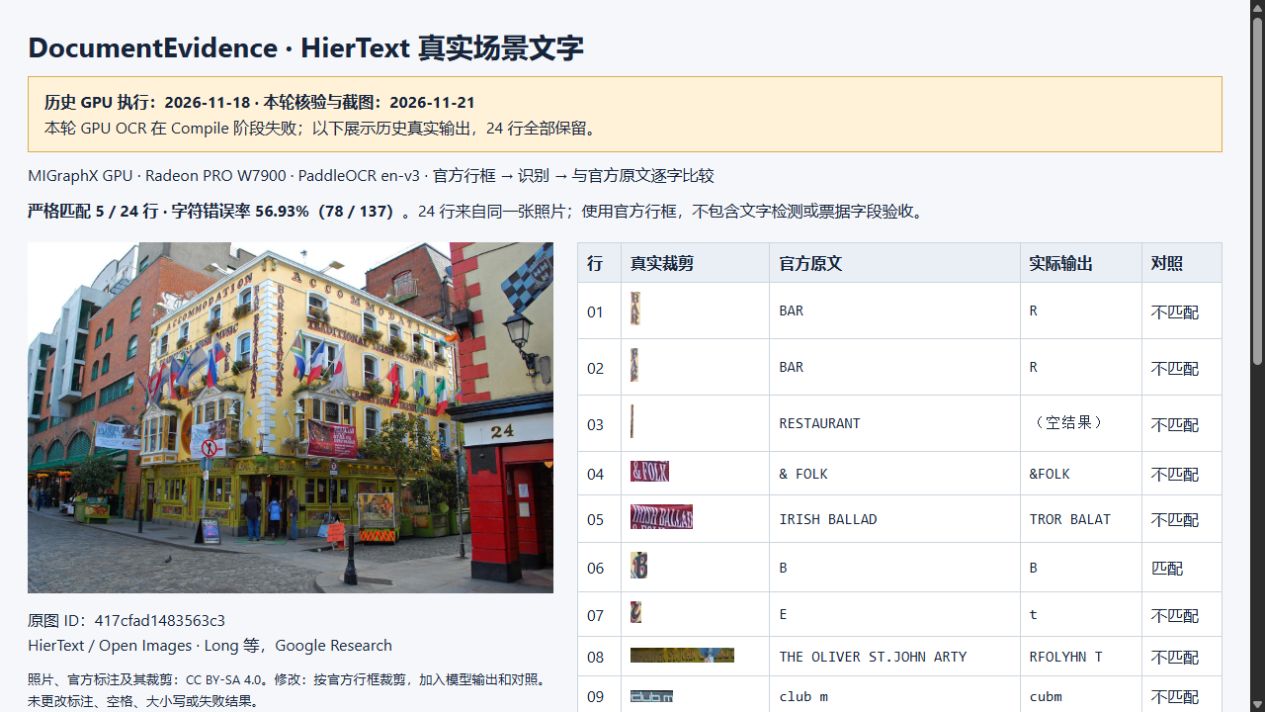 DocumentEvidence · HierText 真实场景文字
历史 GPU 执行：2026-11-18 · 本轮核验与截图：2026-11-21
本轮 GPU OCR 在 Compile 阶段失败；以下展示历史真实输出，24 行全部保留。
MIGraphX GPU · Radeon PRO W7900 · PaddleOCR en-v3 · 官方行框 → 识别 → 与官方原文逐字比较
严格匹配 5 / 24 行 · 字符错误率 56.93%（78 / 137）。24 行来自同一张照片；使用官方行框，不包含文字检测或票据字段验收。
ACCOMMODATION
ACCOMMODATION
BAR RESTAURANT
TRADITIONAL IRISH RESTAURANT
24
原图 ID：417cfad1483563c3
HierText / Open Images · Long 等，Google Research
照片、官方标注及其裁剪：CC BY-SA 4.0。修改：按官方行框裁剪，加入模型输出和对照。
未更改标注、空格、大小写或失败结果。
行 真实裁剪 官方原文 实际输出 对照
01 BAR BAR R 不匹配
02 BAR BAR R 不匹配
03 RESTAURANT （空结果） 不匹配
04 & FOLK & FOLK &FOLK 不匹配
05 IRISH BALLAD IRISH BALLAD TROR BALAT 不匹配
06 B B B 匹配
07 E t 不匹配
08 THE OLIVER ST.JOHN ARTY RFOLYHN T 不匹配
09 club m club m cubm 不匹配